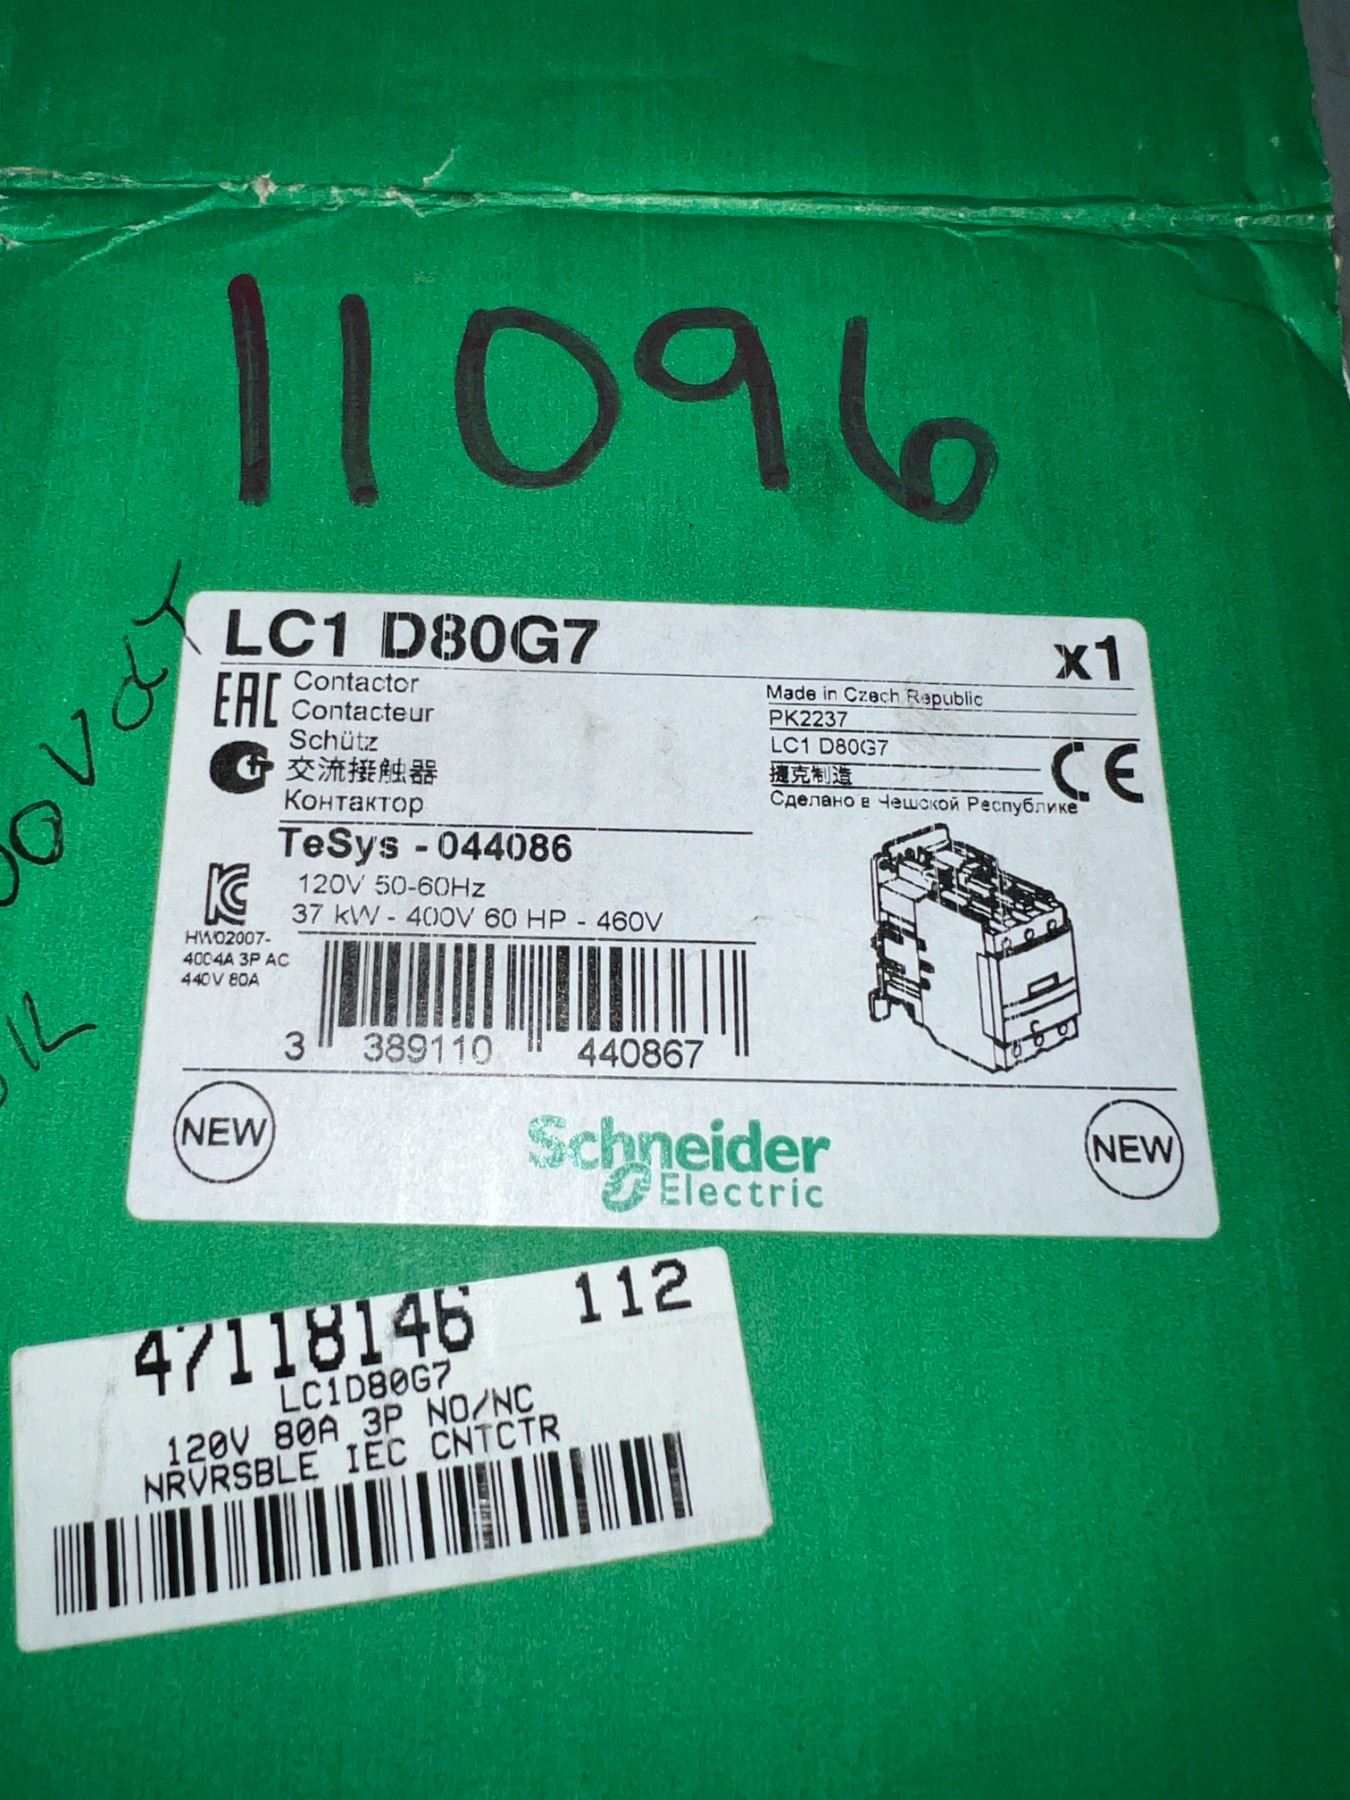 11096
LC1 D80G7
x1
EAC
Contactor
Contacteur
Schütz
交流接触器
Контактор
Made in Czech Republic
PK2237
LC1 D80G7
捷克制造
Сделано в Чешской Республике
CE
TeSys - 044086
120V 50-60Hz
37 kW - 400V 60 HP - 460V
HW02007-
4004A 3P AC
440V 80A
3 389110 440867
NEW
Schneider
Electric
NEW
47118146 112
LC1D80G7
120V 80A 3P NO/NC
NRVRSBLE IEC CNTCTR